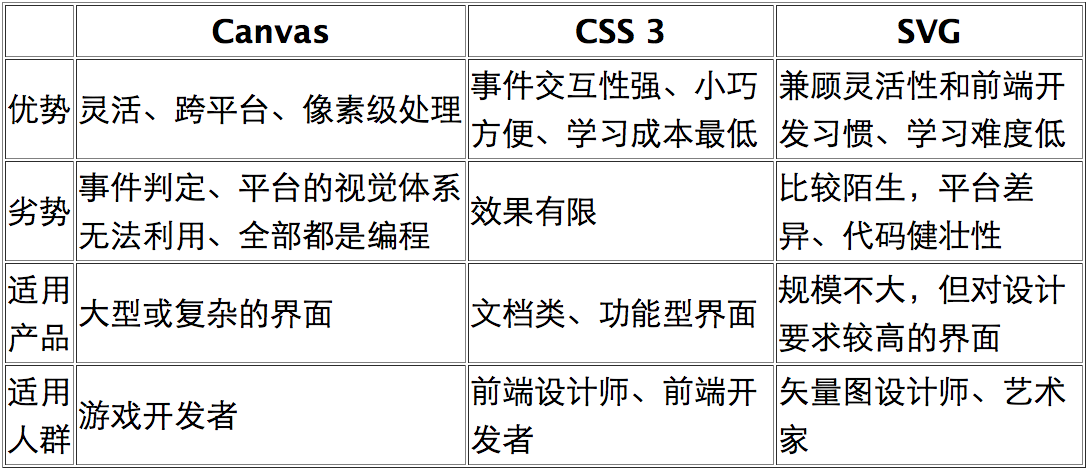 Canvas CSS 3 SVG
优势 灵活、跨平台、像素级处理 事件交互性强、小巧方便、学习成本最低 兼顾灵活性和前端开发习惯、学习难度低
劣势 事件判定、平台的视觉体系无法利用、全部都是编程 效果有限 比较陌生，平台差异、代码健壮性
适用产品 大型或复杂的界面 文档类、功能型界面 规模不大，但对设计要求较高的界面
适用人群 游戏开发者 前端设计师、前端开发者 矢量图设计师、艺术家